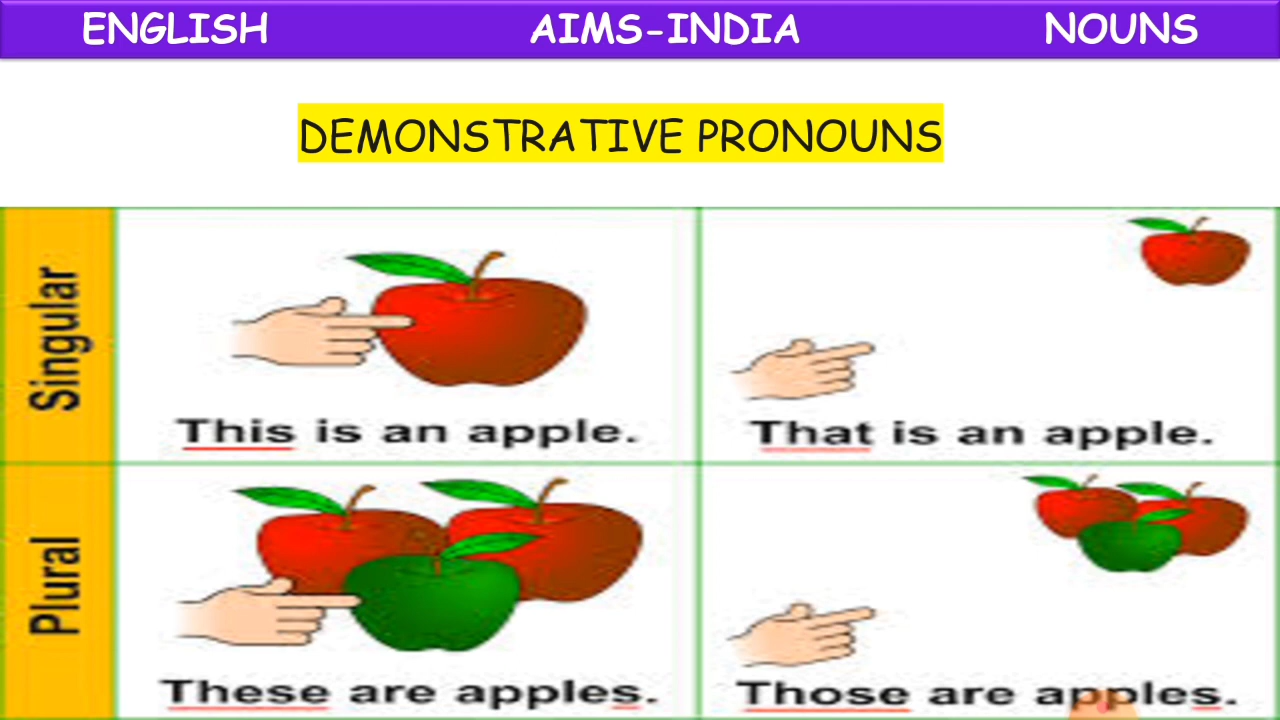 ENGLISH AIMS-INDIA NOUNS
DEMONSTRATIVE PRONOUNS
Singular
This is an apple. That is an apple.
Plural
These are apples. Those are apples.